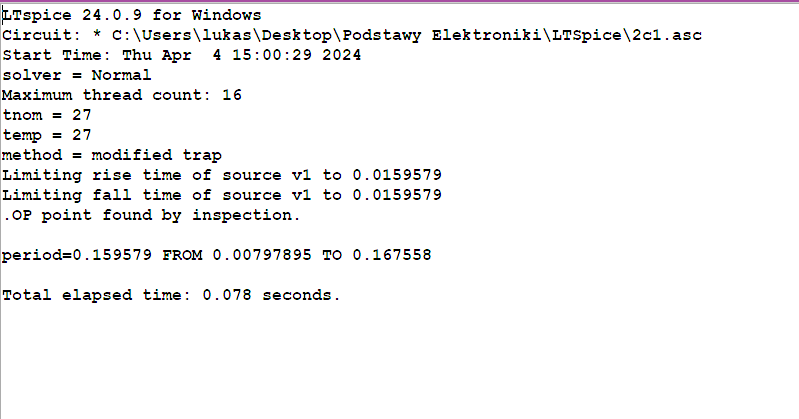 LTspice 24.0.9 for Windows
Circuit: * C:\Users\lukas\Desktop\Podstawy Elektroniki\LTSpice\2c1.asc
Start Time: Thu Apr  4 15:00:29 2024
solver = Normal
Maximum thread count: 16
tnom = 27
temp = 27
method = modified trap
Limiting rise time of source v1 to 0.0159579
Limiting fall time of source v1 to 0.0159579
.OP point found by inspection.
period=0.159579 FROM 0.00797895 TO 0.167558
Total elapsed time: 0.078 seconds.